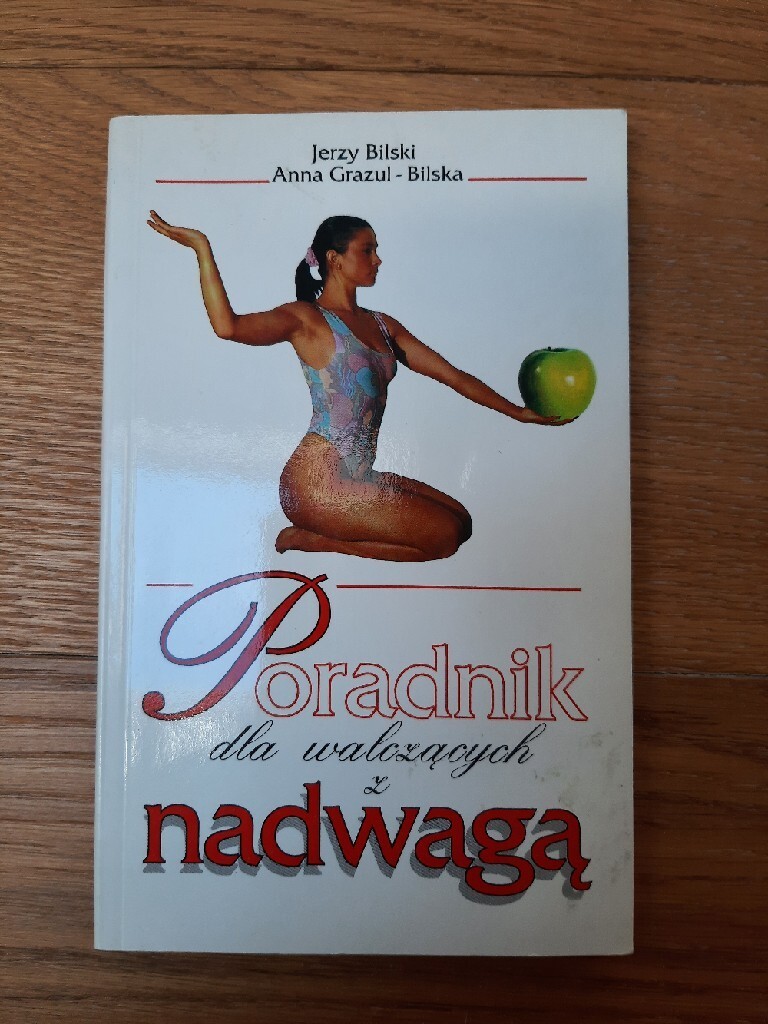 Jerzy Bilski
Anna Grazul - Bilska
Poradnik
dla walczących
z
nadwagą